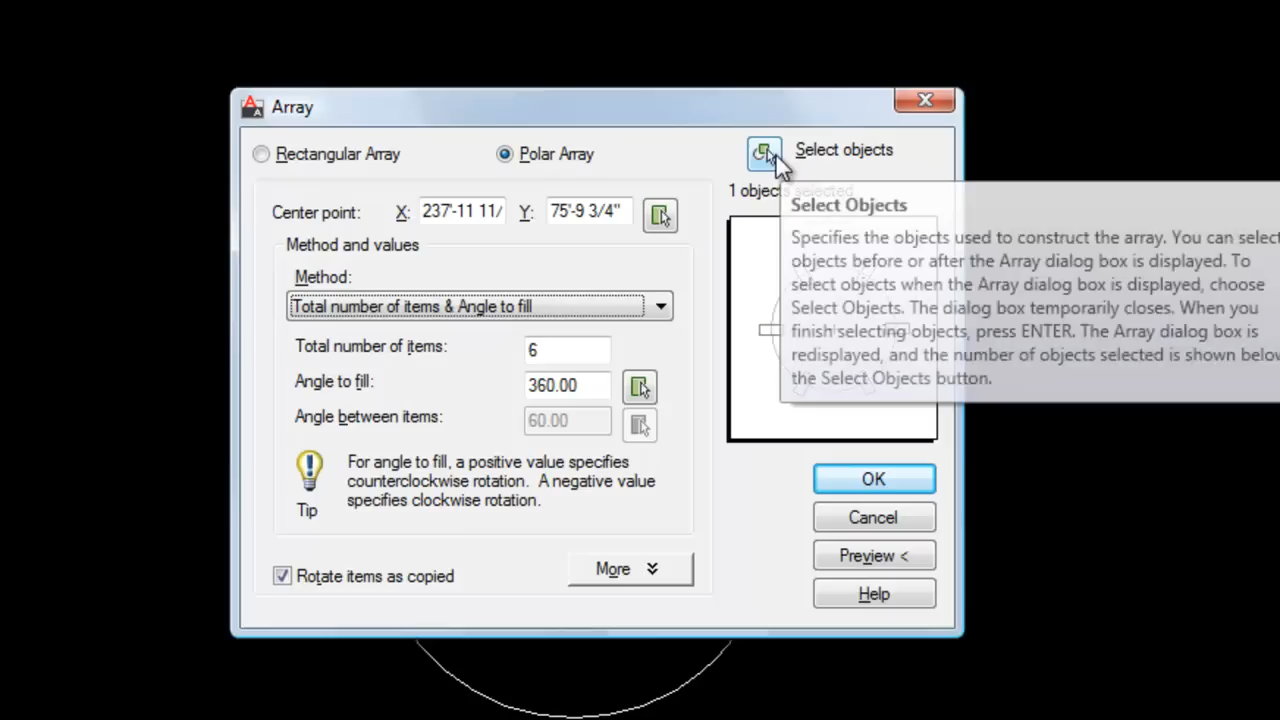 Array
Rectangular Array
Polar Array
Select objects
1 objects selected
Center point:
X:
237'-11 11/
Y:
75'-9 3/4"
Method and values
Method:
Total number of items & Angle to fill
Total number of items:
6
Angle to fill:
360.00
Angle between items:
60.00
Tip
For angle to fill, a positive value specifies
counterclockwise rotation. A negative value
specifies clockwise rotation.
Rotate items as copied
More
Select Objects
Specifies the objects used to construct the array. You can select
objects before or after the Array dialog box is displayed. To
select objects when the Array dialog box is displayed, choose
Select Objects. The dialog box temporarily closes. When you
finish selecting objects, press ENTER. The Array dialog box is
redisplayed, and the number of objects selected is shown below
the Select Objects button.
OK
Cancel
Preview <
Help